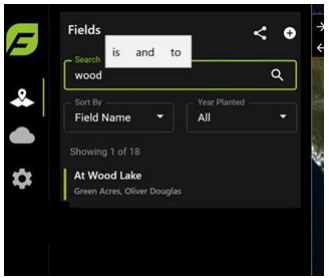 Fields
is and to
Search
wood
Sort By
Field Name
Year Planted
All
Showing 1 of 18
At Wood Lake
Green Acres, Oliver Douglas